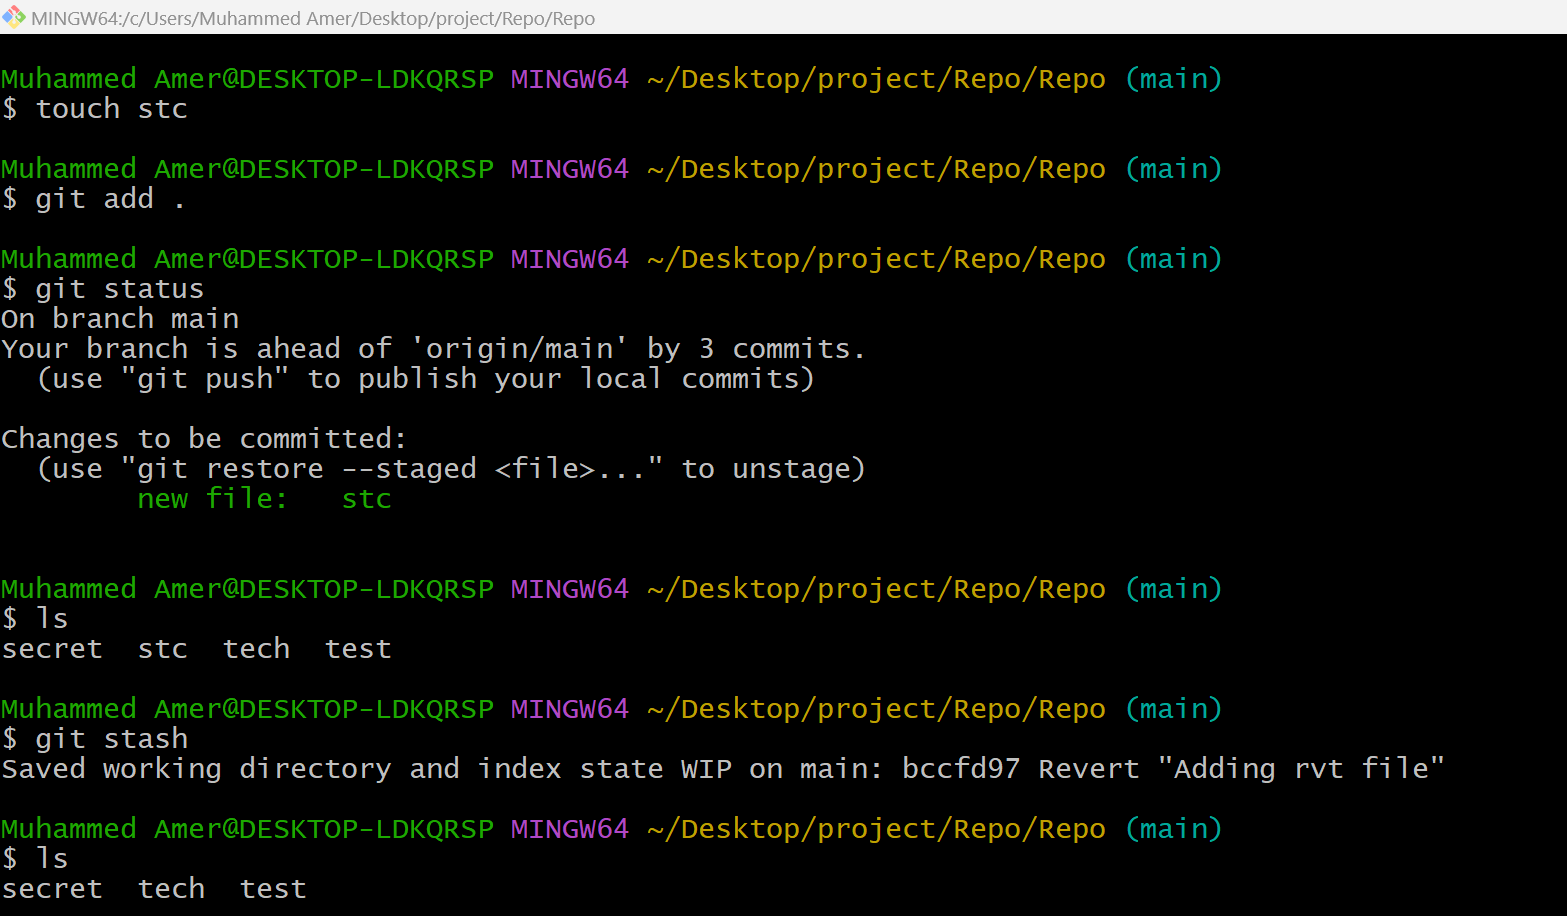 MINGW64:/c/Users/Muhammed Amer/Desktop/project/Repo/Repo
Muhammed Amer@DESKTOP-LDKQRSP MINGW64 ~/Desktop/project/Repo/Repo (main)
$ touch stc
Muhammed Amer@DESKTOP-LDKQRSP MINGW64 ~/Desktop/project/Repo/Repo (main)
$ git add .
Muhammed Amer@DESKTOP-LDKQRSP MINGW64 ~/Desktop/project/Repo/Repo (main)
$ git status
On branch main
Your branch is ahead of 'origin/main' by 3 commits.
  (use "git push" to publish your local commits)
Changes to be committed:
  (use "git restore --staged <file>..." to unstage)
        new file:   stc
Muhammed Amer@DESKTOP-LDKQRSP MINGW64 ~/Desktop/project/Repo/Repo (main)
$ ls
secret  stc  tech  test
Muhammed Amer@DESKTOP-LDKQRSP MINGW64 ~/Desktop/project/Repo/Repo (main)
$ git stash
Saved working directory and index state WIP on main: bccfd97 Revert "Adding rvt file"
Muhammed Amer@DESKTOP-LDKQRSP MINGW64 ~/Desktop/project/Repo/Repo (main)
$ ls
secret  tech  test